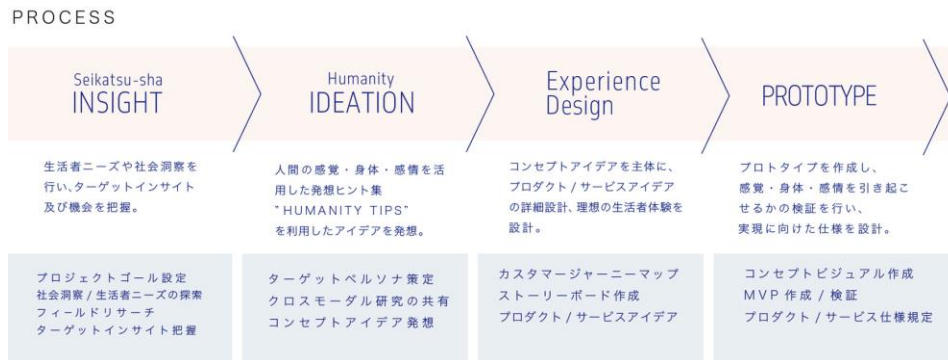 PROCESS
Seikatsu-sha
INSIGHT
生活者ニーズや社会洞察を
行い、ターゲットインサイト
及び機会を把握。
プロジェクトゴール設定
社会洞察 / 生活者ニーズの探索
フィールドリサーチ
ターゲットインサイト把握
Humanity
IDEATION
人間の感覚・身体・感情を活
用した発想ヒント集
"HUMANITY TIPS"
を利用したアイデアを発想。
ターゲットペルソナ策定
クロスモーダル研究の共有
コンセプトアイデア発想
Experience
Design
コンセプトアイデアを主体に、
プロダクト / サービスアイデア
の詳細設計、理想の生活者体験を
設計。
カスタマージャーニーマップ
ストーリーボード作成
プロダクト / サービスアイデア
PROTOTYPE
プロトタイプを作成し、
感覚・身体・感情を引き起こ
せるかの検証を行い、
実現に向けた仕様を設計。
コンセプトビジュアル作成
MVP 作成 / 検証
プロダクト / サービス仕様規定